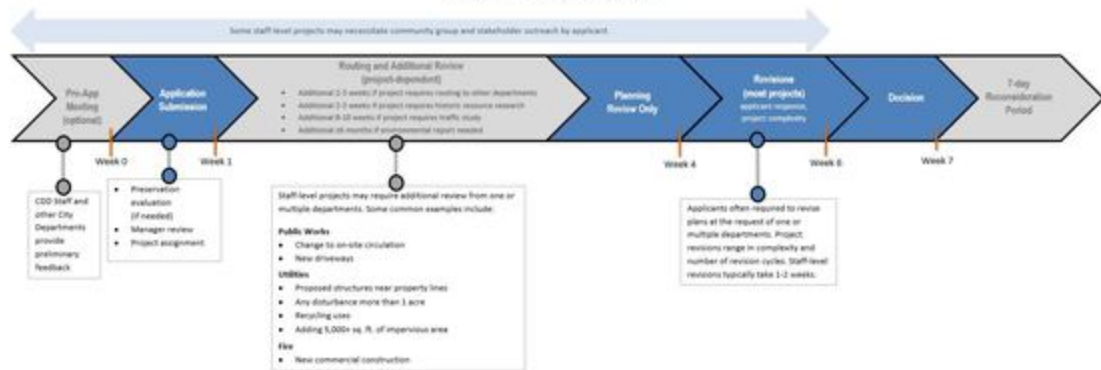 Some staff-level projects may necessitate community group and stakeholder outreach by applicant.
Pre-App
Meeting
(optional)
Application
Submission
Routing and Additional Review
(project-dependent)
• Additional 1-3 weeks if project requires routing to other departments
• Additional 2-3 weeks if project requires historic resource research
• Additional 8-10 weeks if project requires traffic study
• Additional ≥6 months if environmental report needed
Planning
Review Only
Revisions
(most projects)
applicant response,
project complexity
Decision
7-day
Reconsideration
Period
Week 0
Week 1
Week 4
Week 6
Week 7
CDD Staff and
other City
Departments
provide
preliminary
feedback
• Preservation
evaluation
(if needed)
• Manager review
• Project assignment
Staff-level projects may require additional review from one or
multiple departments. Some common examples include:
Public Works
• Change to on-site circulation
• New driveways
Utilities
• Proposed structures near property lines
• Any disturbance more than 1 acre
• Recycling uses
• Adding 5,000+ sq. ft. of impervious area
Fire
• New commercial construction
Applicants often required to revise
plans at the request of one or
multiple departments. Project
revisions range in complexity and
number of revision cycles. Staff-level
revisions typically take 1-2 weeks.